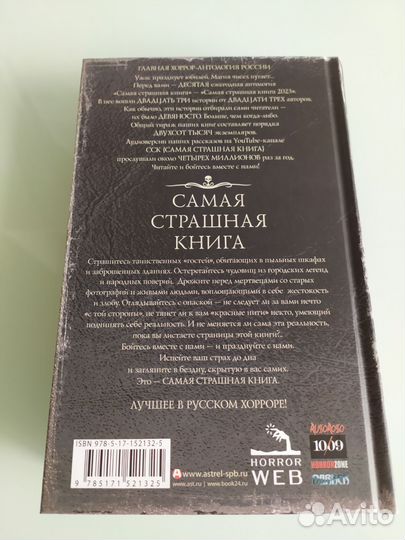 ГЛАВНАЯ ХОРРОР-АНТОЛОГИЯ РОССИИ
Ужас празднует юбилей. Магия чисел пугает...
Перед вами — ДЕСЯТАЯ ежегодная антология
«Самая страшная книга» — «Самая страшная книга 2023».
В нее вошли ДВАДЦАТЬ ТРИ истории от ДВАДЦАТИ ТРЕХ авторов.
Как обычно, эти истории отбирали сами читатели —
их было ДЕВЯНОСТО. Больше, чем когда-либо.
Общий тираж наших книг составляет порядка
ДВУХСОТ ТЫСЯЧ экземпляров.
Аудиоверсии наших рассказов на YouTube-канале
ССК [САМАЯ СТРАШНАЯ КНИГА]
прослушали около ЧЕТЫРЕХ МИЛЛИОНОВ раз за год.
Читайте и бойтесь вместе с нами!
САМАЯ
СТРАШНАЯ
КНИГА
Страшитесь таинственных «гостей», обитающих в пыльных шкафах
и заброшенных зданиях. Остерегайтесь чудовищ из городских легенд
и народных поверий. Дрожите перед мертвецами со старых
фотографий и живыми людьми, воплощающими в себе жестокость
и злобу. Оглядывайтесь с опаской — не следует ли за вами нечто
«с той стороны», не тянет ли к вам «красные нити» некто, умеющий
подчинять себе реальность. И не меняется ли сама эта реальность,
пока вы листаете страницы этой книги?..
Бойтесь вместе с нами — и празднуйте с нами.
Испейте ваш страх до дна
и загляните в бездну, скрытую в вас самих.
Это — САМАЯ СТРАШНАЯ КНИГА.
ЛУЧШЕЕ В РУССКОМ ХОРРОРЕ!
ISBN 978-5-17-152132-5
9 785171 521325
www.astrel-spb.ru
www.ast.ru | www.book24.ru
HORROR
WEB
1069
HORRORZONE
Avito